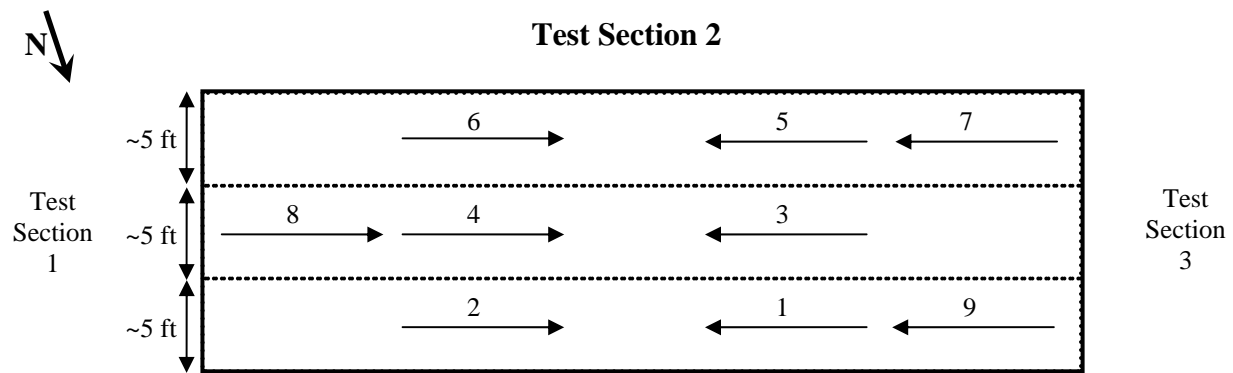 Test Section 2
N
6 5 7
~5 ft
Test
Section
1
8 4 3
~5 ft
Test
Section
3
2 1 9
~5 ft